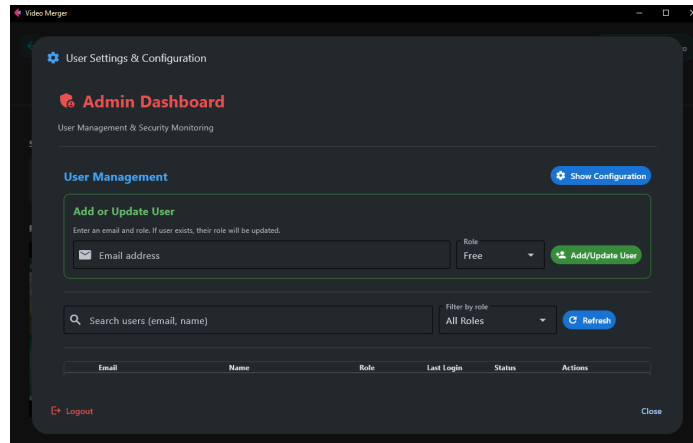 Video Merger
User Settings & Configuration
Admin Dashboard
User Management & Security Monitoring
User Management
Show Configuration
Add or Update User
Enter an email and role. If user exists, their role will be updated.
Email address
Role
Free
Add/Update User
Search users (email, name)
Filter by role
All Roles
Refresh
Email Name Role Last Login Status Actions
Logout
Close